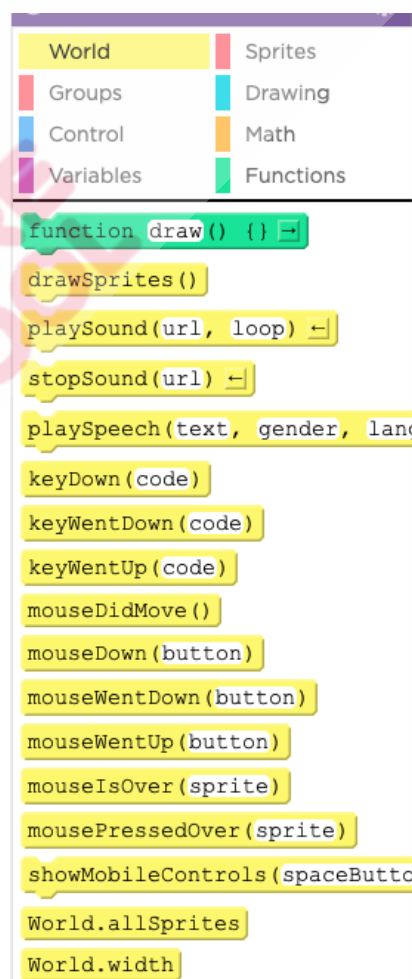 World Sprites
Groups Drawing
Control Math
Variables Functions
function draw() {} →
drawSprites()
playSound(url, loop) ←
stopSound(url) ←
playSpeech(text, gender, lang
keyDown(code)
keyWentDown(code)
keyWentUp(code)
mouseDidMove()
mouseDown(button)
mouseWentDown(button)
mouseWentUp(button)
mouseIsOver(sprite)
mousePressedOver(sprite)
showMobileControls(spaceButto
World.allSprites
World.width